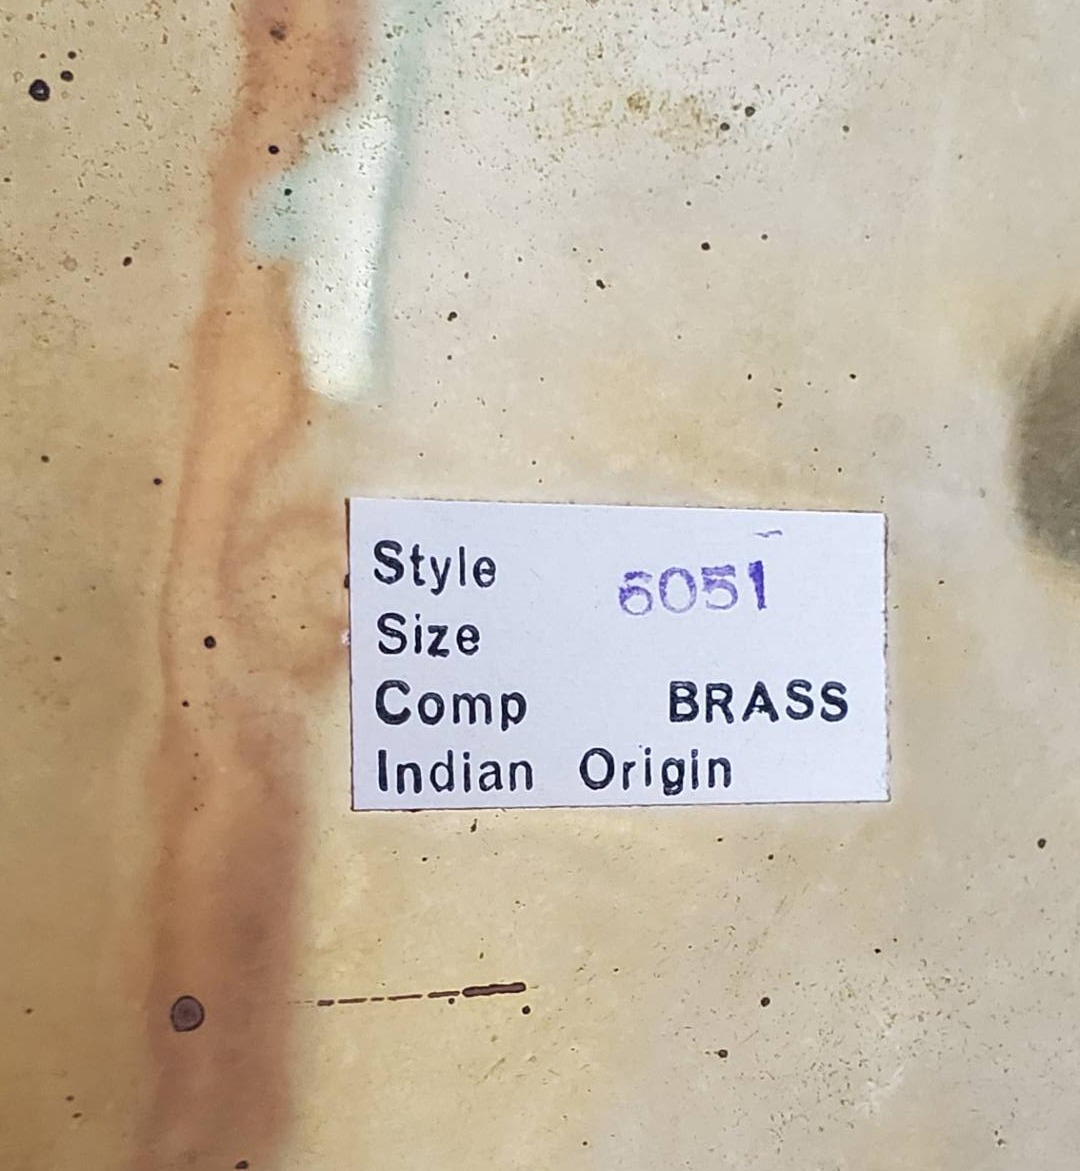 Style 6051
Size
Comp BRASS
Indian Origin